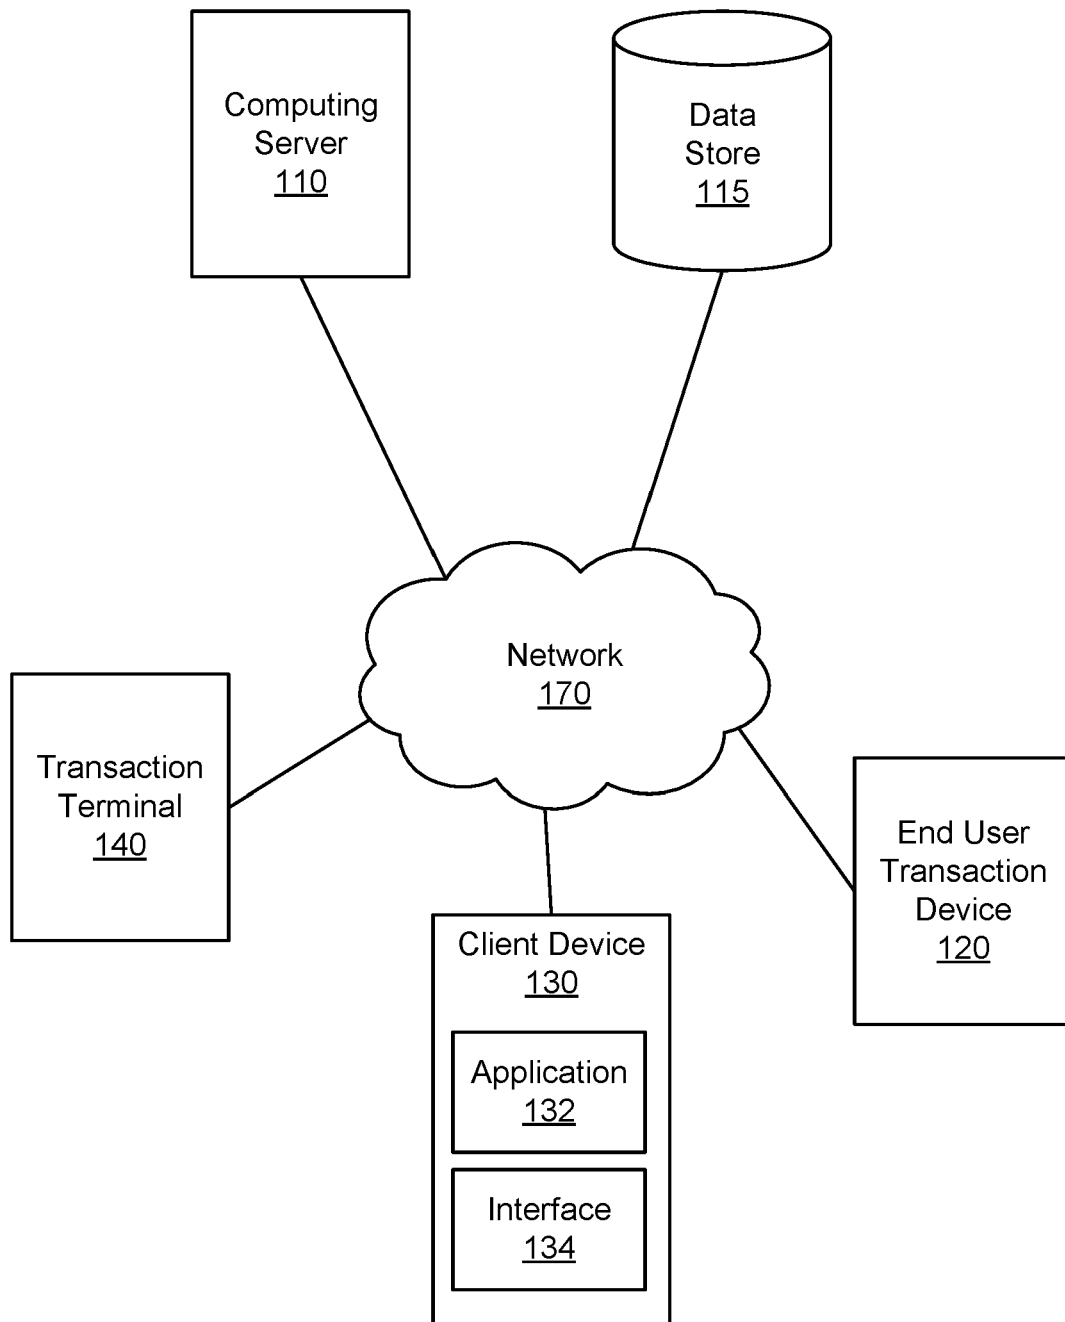 Computing
Server
110
Data
Store
115
Network
170
Transaction
Terminal
140
End User
Transaction
Device
120
Client Device
130
Application
132
Interface
134